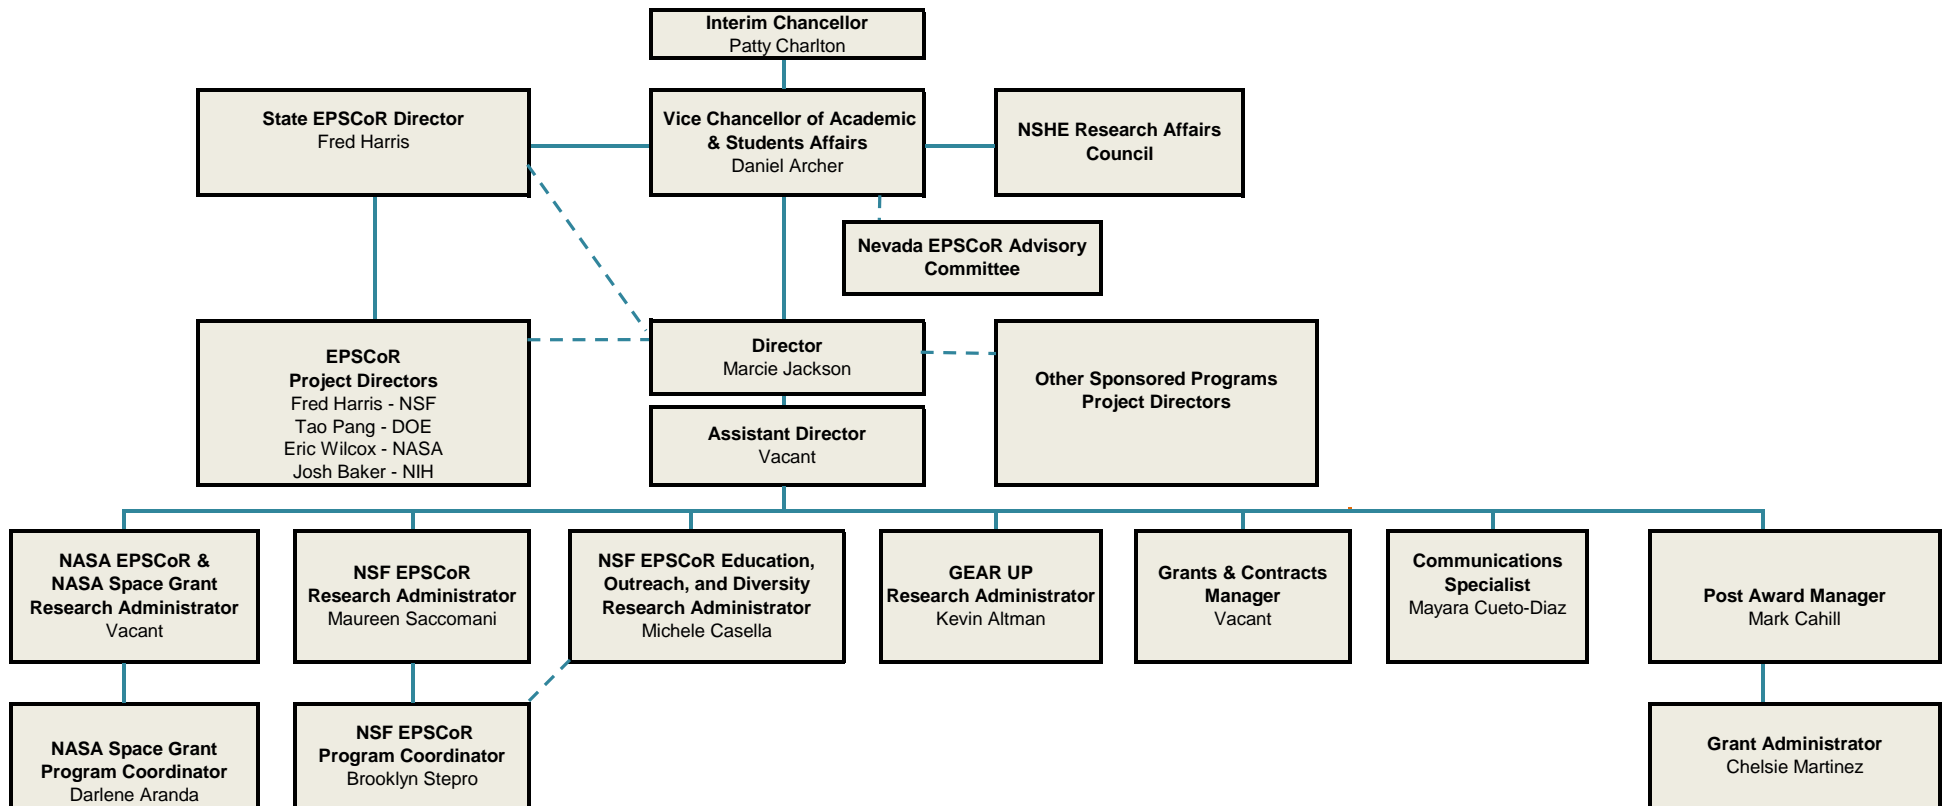 Interim Chancellor
Patty Charlton
State EPSCoR Director
Fred Harris
Vice Chancellor of Academic
& Students Affairs
Daniel Archer
NSHE Research Affairs
Council
Nevada EPSCoR Advisory
Committee
EPSCoR
Project Directors
Fred Harris - NSF
Tao Pang - DOE
Eric Wilcox - NASA
Josh Baker - NIH
Director
Marcie Jackson
Other Sponsored Programs
Project Directors
Assistant Director
Vacant
NASA EPSCoR &
NASA Space Grant
Research Administrator
Vacant
NSF EPSCoR
Research Administrator
Maureen Saccomani
NSF EPSCoR Education,
Outreach, and Diversity
Research Administrator
Michele Casella
GEAR UP
Research Administrator
Kevin Altman
Grants & Contracts
Manager
Vacant
Communications
Specialist
Mayara Cueto-Diaz
Post Award Manager
Mark Cahill
NASA Space Grant
Program Coordinator
Darlene Aranda
NSF EPSCoR
Program Coordinator
Brooklyn Stepro
Grant Administrator
Chelsie Martinez